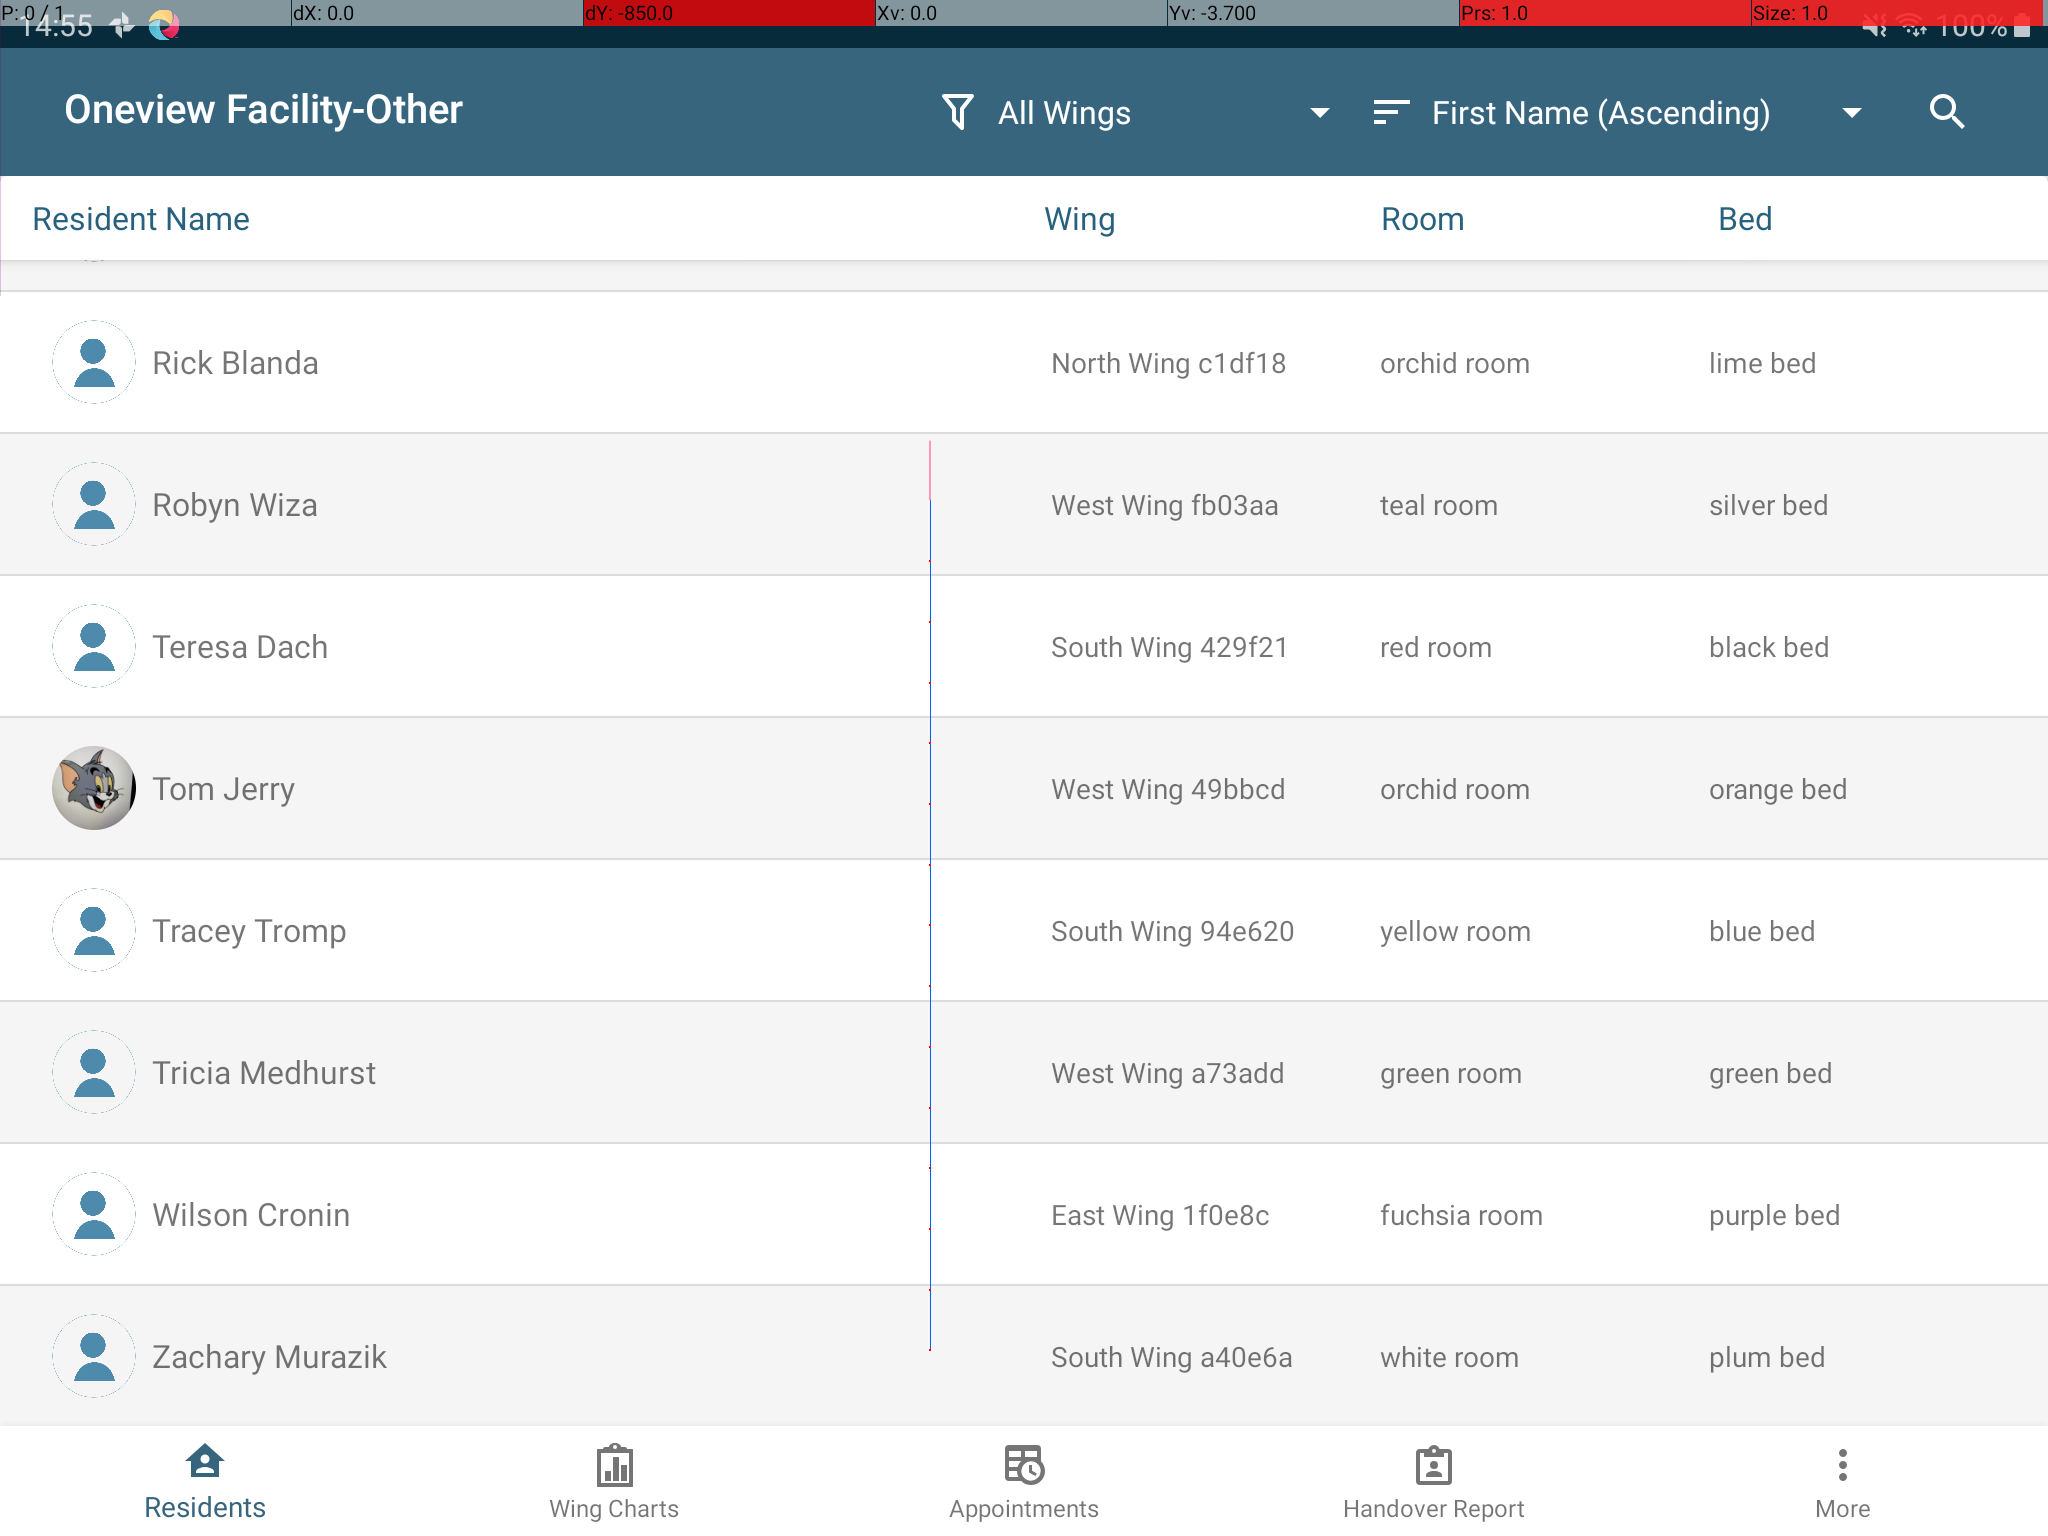 P: 0 / 1 dX: 0.0 dY: -850.0 Xv: 0.0 Yv: -3.700 Prs: 1.0 Size: 1.0
14:55 100%
Oneview Facility-Other All Wings First Name (Ascending)
Resident Name Wing Room Bed
Rick Blanda North Wing c1df18 orchid room lime bed
Robyn Wiza West Wing fb03aa teal room silver bed
Teresa Dach South Wing 429f21 red room black bed
Tom Jerry West Wing 49bbcd orchid room orange bed
Tracey Tromp South Wing 94e620 yellow room blue bed
Tricia Medhurst West Wing a73add green room green bed
Wilson Cronin East Wing 1f0e8c fuchsia room purple bed
Zachary Murazik South Wing a40e6a white room plum bed
Residents Wing Charts Appointments Handover Report More